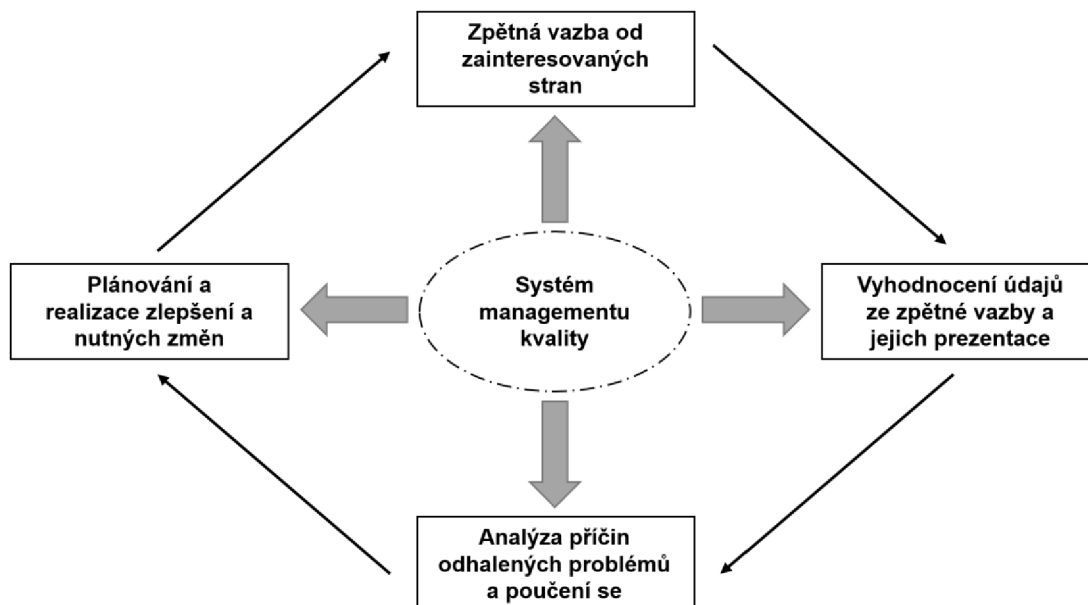 Zpětná vazba od
zainteresovaných
stran
Plánování a
realizace zlepšení a
nutných změn
Systém
managementu
kvality
Vyhodnocení údajů
ze zpětné vazby a
jejich prezentace
Analýza příčin
odhalených problémů
a poučení se